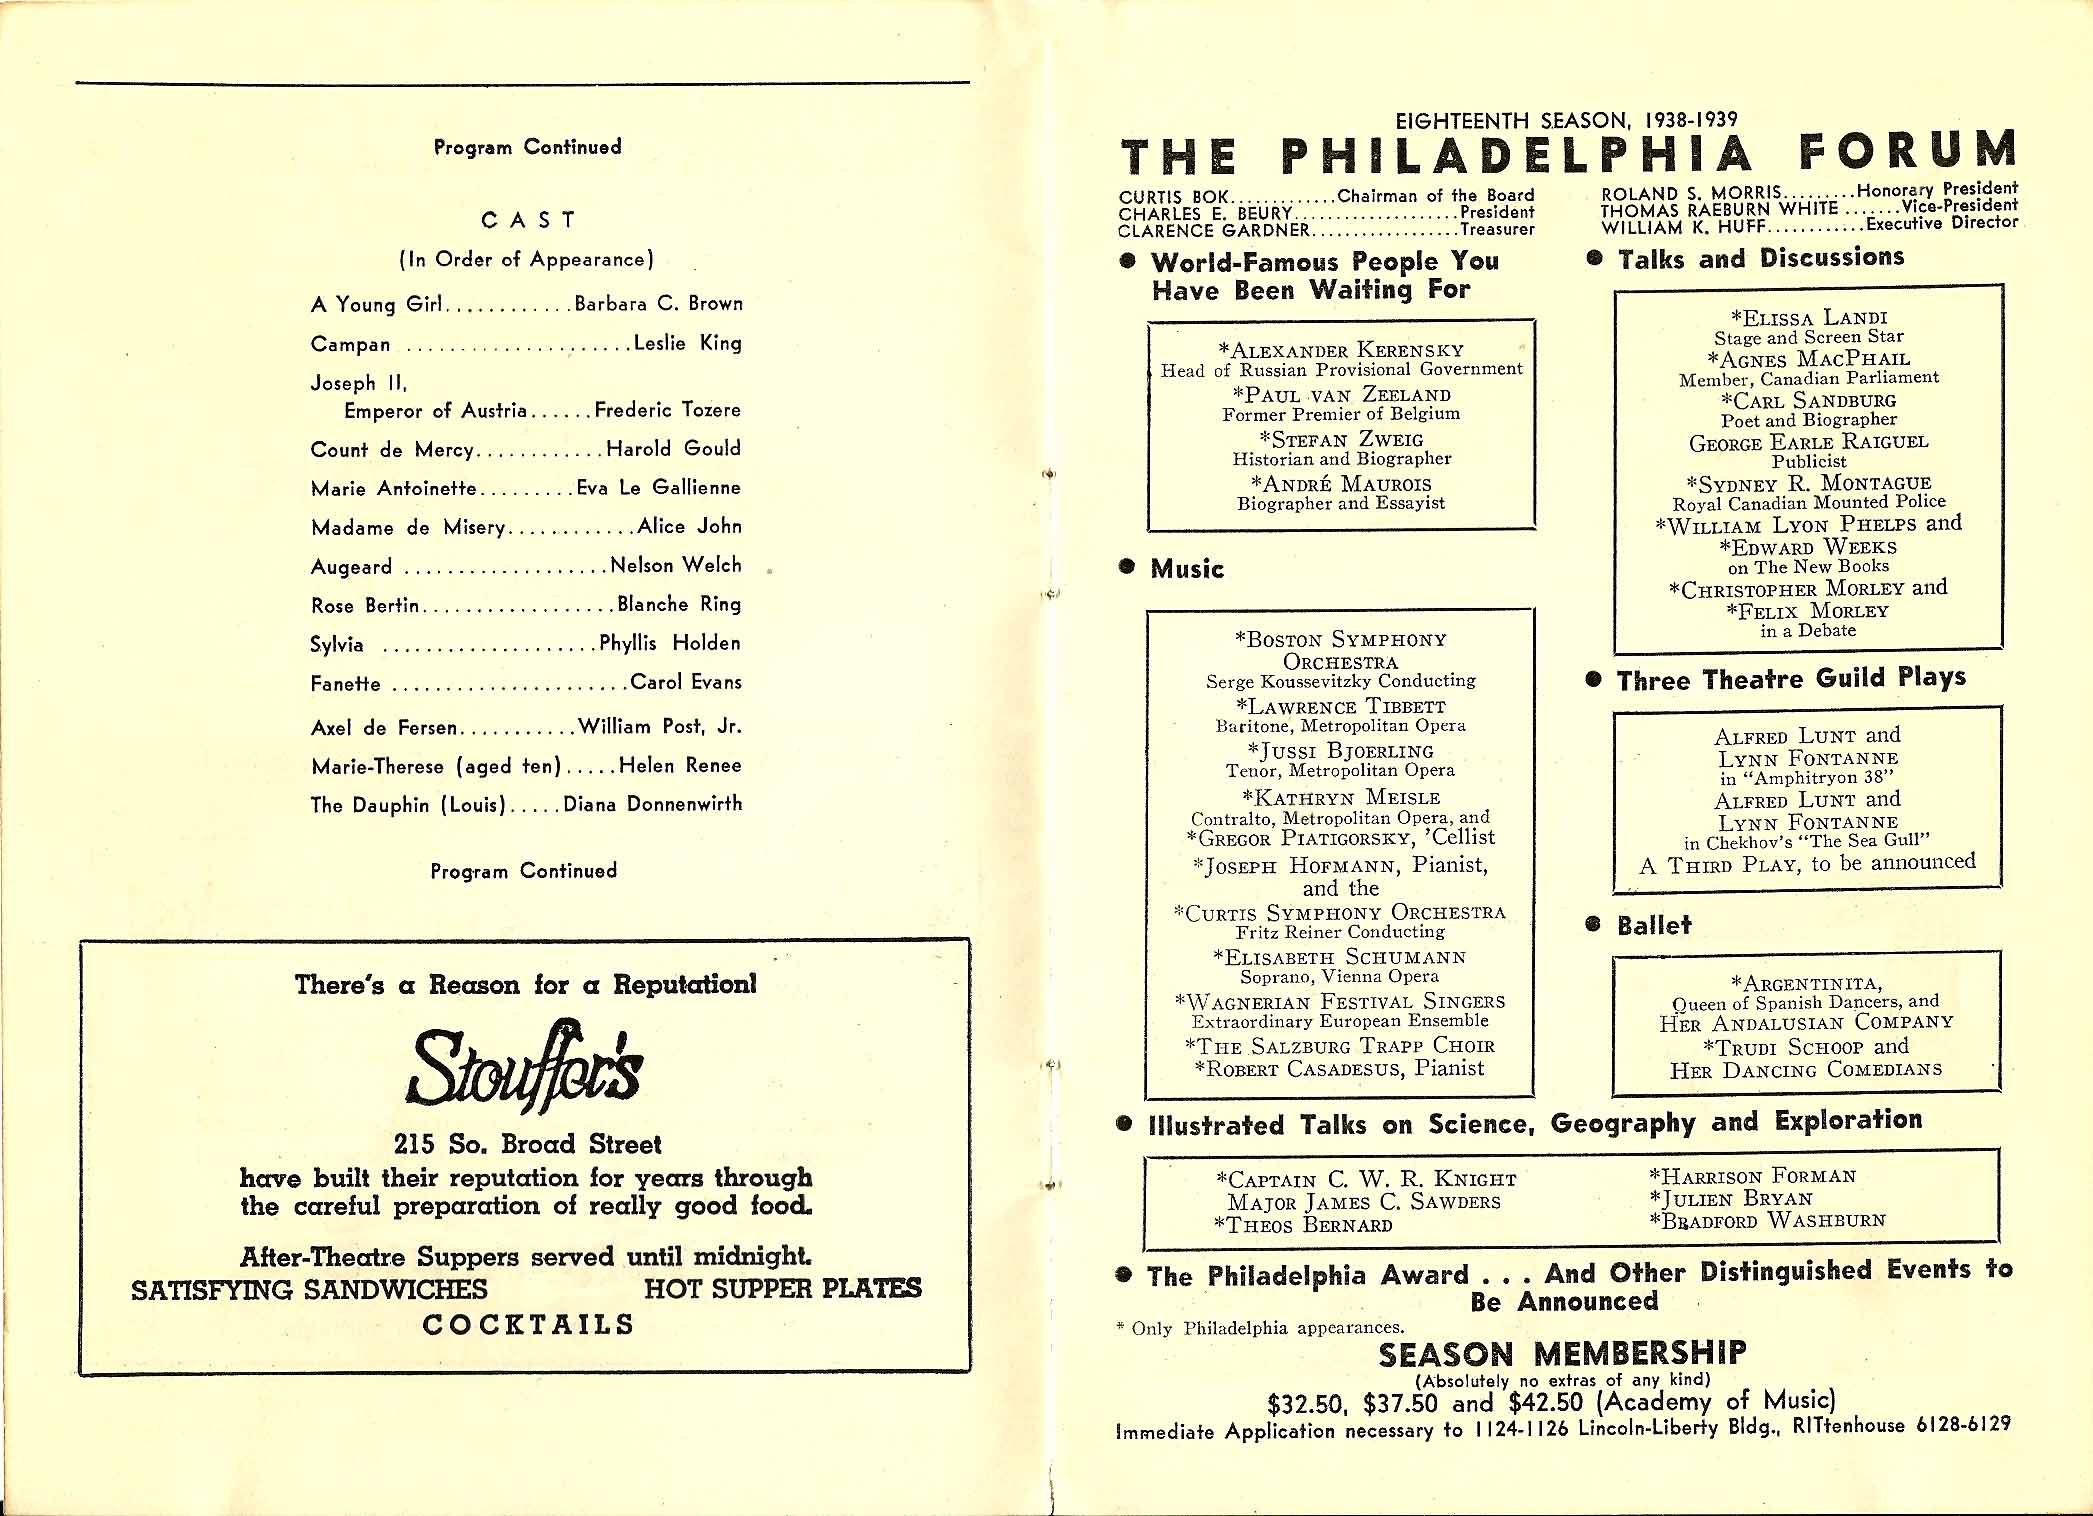 Program Continued
CAST
(In Order of Appearance)
A Young Girl............Barbara C. Brown
Campan .....................Leslie King
Joseph II,
Emperor of Austria......Frederic Tozere
Count de Mercy............Harold Gould
Marie Antoinette.........Eva Le Gallienne
Madame de Misery............Alice John
Augeard ...................Nelson Welch
Rose Bertin..................Blanche Ring
Sylvia ....................Phyllis Holden
Fanette ......................Carol Evans
Axel de Fersen...........William Post, Jr.
Marie-Therese (aged ten).....Helen Renee
The Dauphin (Louis).....Diana Donnenwirth
Program Continued
There's a Reason for a Reputation!
Stouffer's
215 So. Broad Street
have built their reputation for years through
the careful preparation of really good food.
After-Theatre Suppers served until midnight.
SATISFYING SANDWICHES HOT SUPPER PLATES
COCKTAILS
EIGHTEENTH SEASON, 1938-1939
THE PHILADELPHIA FORUM
CURTIS BOK............Chairman of the Board
CHARLES E. BEURY...................President
CLARENCE GARDNER.................Treasurer
ROLAND S. MORRIS.........Honorary President
THOMAS RAEBURN WHITE .......Vice-President
WILLIAM K. HUFF............Executive Director
● World-Famous People You
Have Been Waiting For
*ALEXANDER KERENSKY
Head of Russian Provisional Government
*PAUL VAN ZEELAND
Former Premier of Belgium
*STEFAN ZWEIG
Historian and Biographer
*ANDRÉ MAUROIS
Biographer and Essayist
● Music
*BOSTON SYMPHONY
ORCHESTRA
Serge Koussevitzky Conducting
*LAWRENCE TIBBETT
Baritone, Metropolitan Opera
*JUSSI BJOERLING
Tenor, Metropolitan Opera
*KATHRYN MEISLE
Contralto, Metropolitan Opera, and
*GREGOR PIATIGORSKY, 'Cellist
*JOSEPH HOFMANN, Pianist,
and the
*CURTIS SYMPHONY ORCHESTRA
Fritz Reiner Conducting
*ELISABETH SCHUMANN
Soprano, Vienna Opera
*WAGNERIAN FESTIVAL SINGERS
Extraordinary European Ensemble
*THE SALZBURG TRAPP CHOIR
*ROBERT CASADESUS, Pianist
● Talks and Discussions
*ELISSA LANDI
Stage and Screen Star
*AGNES MACPHAIL
Member, Canadian Parliament
*CARL SANDBURG
Poet and Biographer
GEORGE EARLE RAIGUEL
Publicist
*SYDNEY R. MONTAGUE
Royal Canadian Mounted Police
*WILLIAM LYON PHELPS and
*EDWARD WEEKS
on The New Books
*CHRISTOPHER MORLEY and
*FELIX MORLEY
in a Debate
● Three Theatre Guild Plays
ALFRED LUNT and
LYNN FONTANNE
in "Amphitryon 38"
ALFRED LUNT and
LYNN FONTANNE
in Chekhov's "The Sea Gull"
A THIRD PLAY, to be announced
● Ballet
*ARGENTINITA,
Queen of Spanish Dancers, and
HER ANDALUSIAN COMPANY
*TRUDI SCHOOP and
HER DANCING COMEDIANS
● Illustrated Talks on Science, Geography and Exploration
*CAPTAIN C. W. R. KNIGHT
MAJOR JAMES C. SAWDERS
*THEOS BERNARD
*HARRISON FORMAN
*JULIEN BRYAN
*BRADFORD WASHBURN
● The Philadelphia Award . . . And Other Distinguished Events to
Be Announced
* Only Philadelphia appearances.
SEASON MEMBERSHIP
(Absolutely no extras of any kind)
$32.50, $37.50 and $42.50 (Academy of Music)
Immediate Application necessary to 1124-1126 Lincoln-Liberty Bldg., RITtenhouse 6128-6129